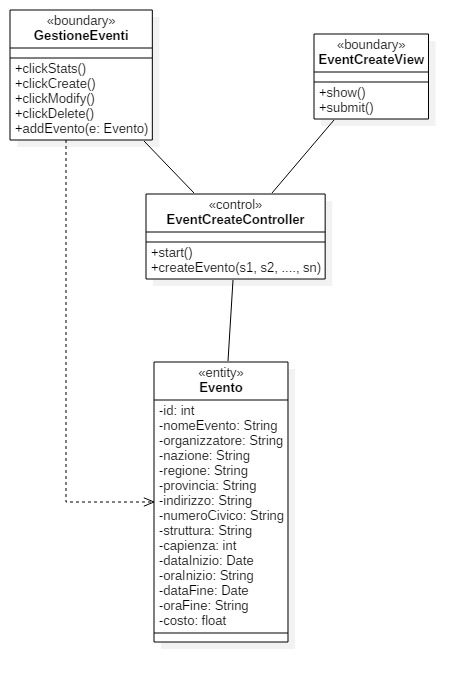 «boundary»
GestioneEventi
+clickStats()
+clickCreate()
+clickModify()
+clickDelete()
+addEvento(e: Evento)
«boundary»
EventCreateView
+show()
+submit()
«control»
EventCreateController
+start()
+createEvento(s1, s2, ...., sn)
«entity»
Evento
-id: int
-nomeEvento: String
-organizzatore: String
-nazione: String
-regione: String
-provincia: String
-indirizzo: String
-numeroCivico: String
-struttura: String
-capienza: int
-dataInizio: Date
-oraInizio: String
-dataFine: Date
-oraFine: String
-costo: float